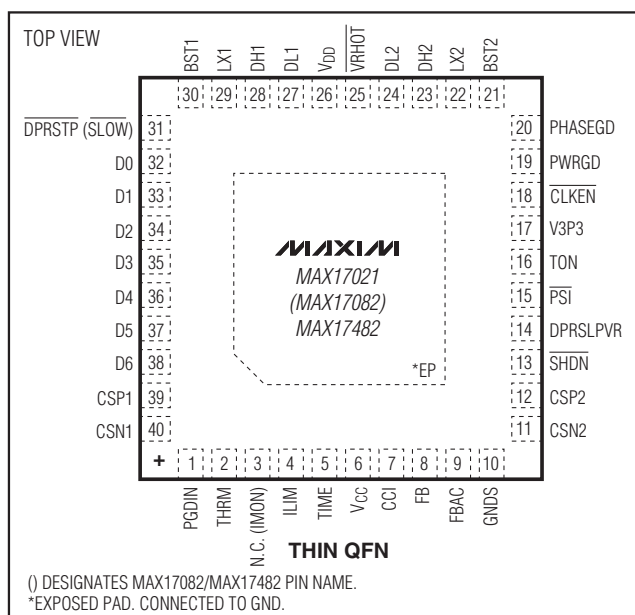 TOP VIEW
BST1
LX1
DH1
DL1
VDD
VRHOT
DL2
DH2
LX2
BST2
30 29 28 27 26 25 24 23 22 21
DPRSTP (SLOW) 31
D0 32
D1 33
D2 34
D3 35
D4 36
D5 37
D6 38
CSP1 39
CSN1 40
20 PHASEGD
19 PWRGD
18 CLKEN
17 V3P3
16 TON
15 PSI
14 DPRSLPVR
13 SHDN
12 CSP2
11 CSN2
MAXIM
MAX17021
(MAX17082)
MAX17482
*EP
+ 1 2 3 4 5 6 7 8 9 10
PGDIN
THRM
N.C. (IMON)
ILIM
TIME
VCC
CCI
FB
FBAC
GNDS
THIN QFN
() DESIGNATES MAX17082/MAX17482 PIN NAME.
*EXPOSED PAD. CONNECTED TO GND.